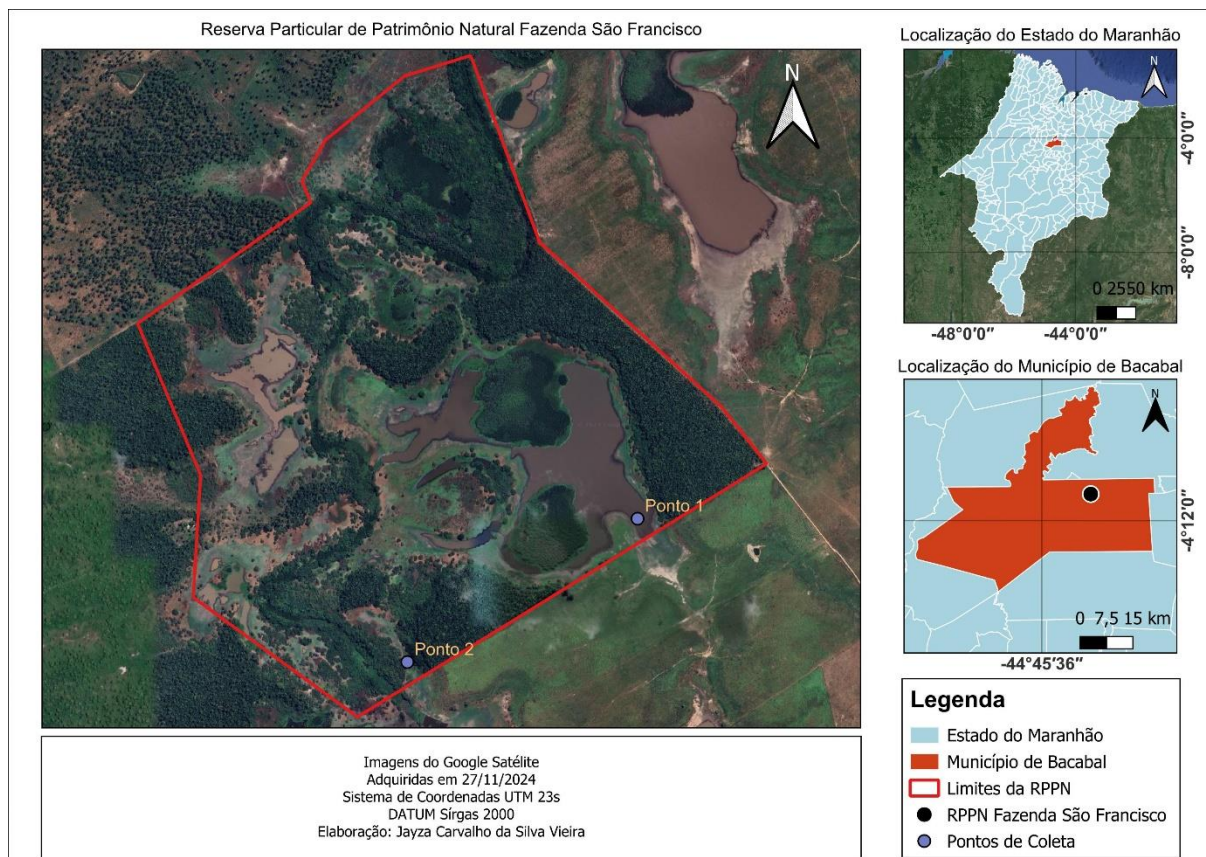 Reserva Particular de Patrimônio Natural Fazenda São Francisco
N
Ponto 1
Ponto 2
Imagens do Google Satélite
Adquiridas em 27/11/2024
Sistema de Coordenadas UTM 23s
DATUM Sírgas 2000
Elaboração: Jayza Carvalho da Silva Vieira
Localização do Estado do Maranhão
N
-4°0'0"
-8°0'0"
0 2550 km
-48°0'0" -44°0'0"
Localização do Município de Bacabal
N
-4°12'0"
0 7,5 15 km
-44°45'36"
Legenda
Estado do Maranhão
Município de Bacabal
Limites da RPPN
RPPN Fazenda São Francisco
Pontos de Coleta